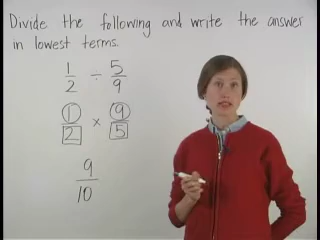 Divide the following and write the answer
in lowest terms.
1/2 ÷ 5/9
1/2 × 9/5
9/10